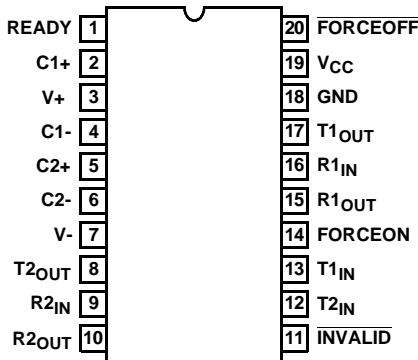 READY 1 20 FORCEOFF
C1+ 2 19 VCC
V+ 3 18 GND
C1- 4 17 T1OUT
C2+ 5 16 R1IN
C2- 6 15 R1OUT
V- 7 14 FORCEON
T2OUT 8 13 T1IN
R2IN 9 12 T2IN
R2OUT 10 11 INVALID